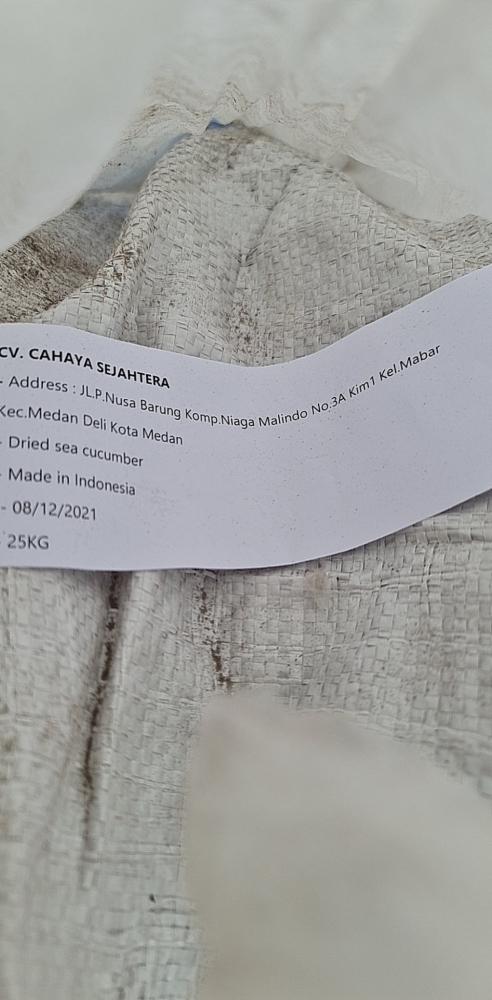 CV. CAHAYA SEJAHTERA
- Address : JL.P.Nusa Barung Komp.Niaga Malindo No.3A Kim1 Kel.Mabar
Kec.Medan Deli Kota Medan
- Dried sea cucumber
- Made in Indonesia
- 08/12/2021
- 25KG